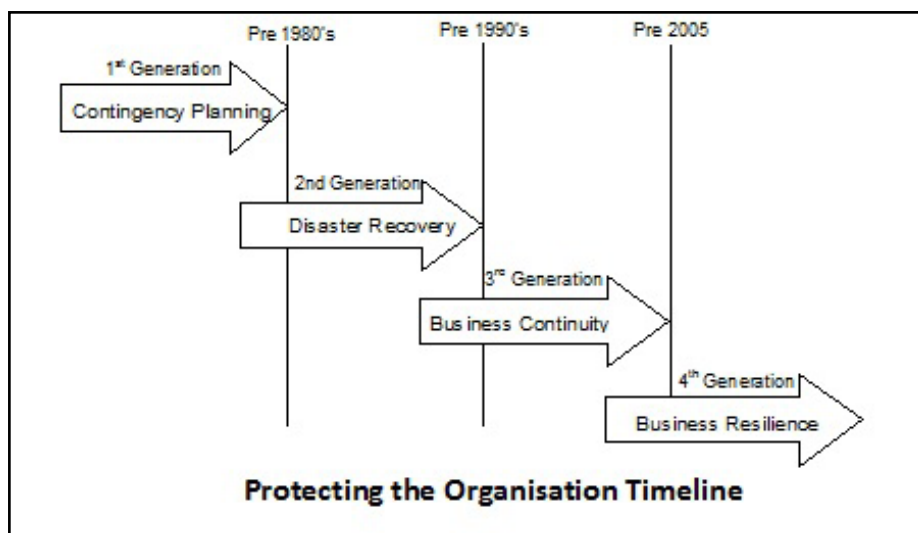 Pre 1980's
Pre 1990's
Pre 2005
1st Generation
Contingency Planning
2nd Generation
Disaster Recovery
3rd Generation
Business Continuity
4th Generation
Business Resilience
Protecting the Organisation Timeline